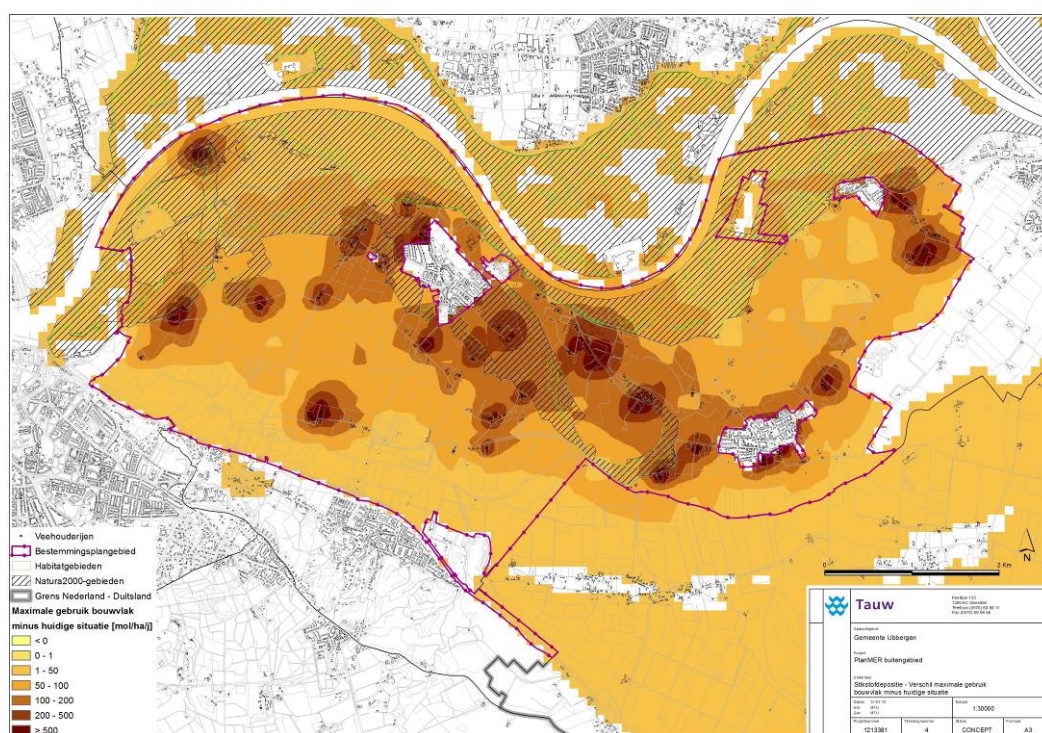 Veehouderijen
Bestemmingsplangebied
Habitatgebieden
Natura2000-gebieden
Grens Nederland - Duitsland
Maximale gebruik bouwvlak
minus huidige situatie [mol/ha/j]
< 0
0 - 1
1 - 50
50 - 100
100 - 200
200 - 500
> 500
N
0 1 2 Km
Tauw
Gemeente Ubbergen
Project
PlanMER buitengebied
Stikstofdepositie - Verschil maximale gebruik
bouwvlak minus huidige situatie
1:30000
1213381 4 CONCEPT A3